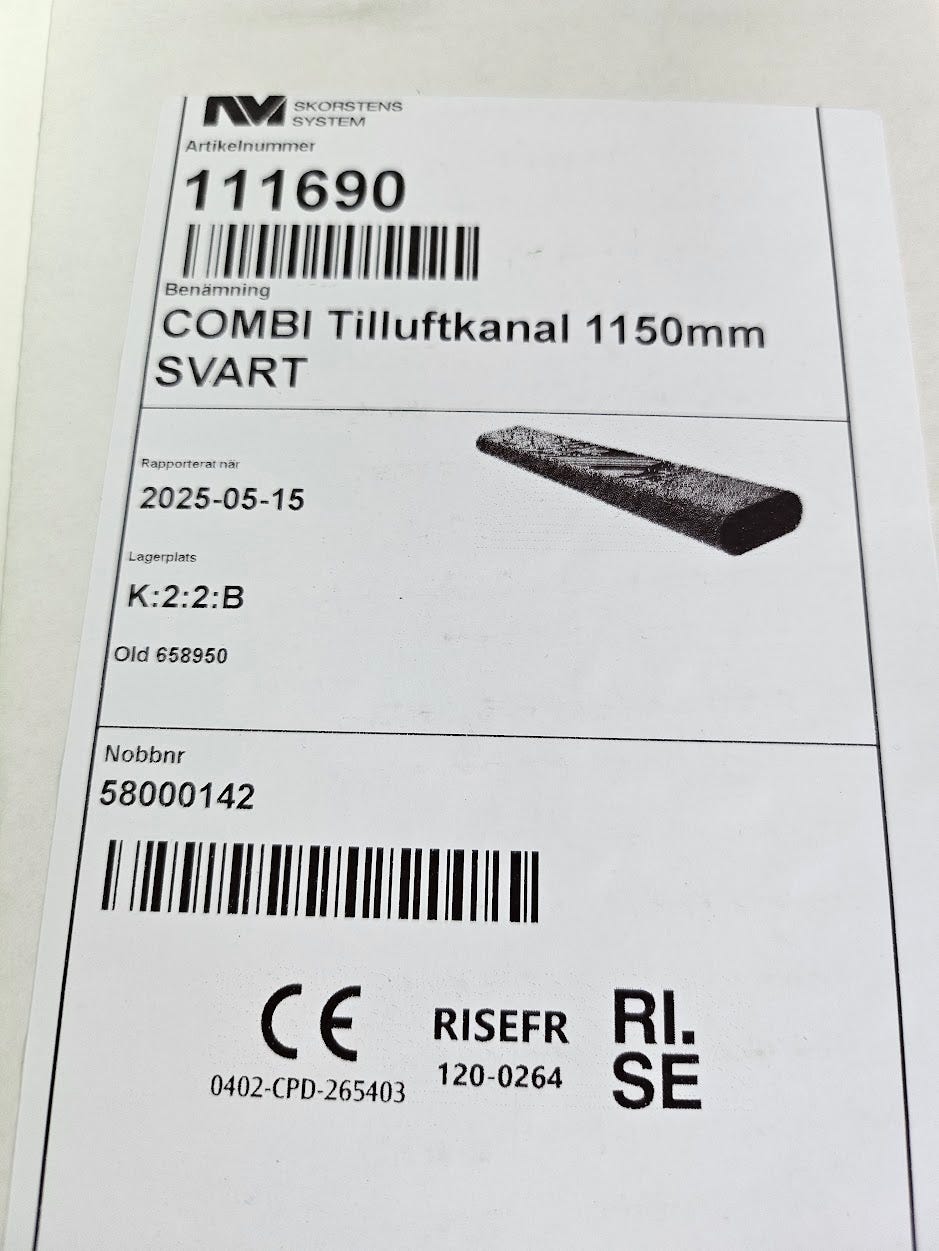 NVI SKORSTENS
SYSTEM
Artikelnummer
111690
Benämning
COMBI Tilluftkanal 1150mm
SVART
Rapporterat när
2025-05-15
Lagerplats
K:2:2:B
Old 658950
Nobbnr
58000142
CE
0402-CPD-265403
RISEFR
120-0264
RI.
SE